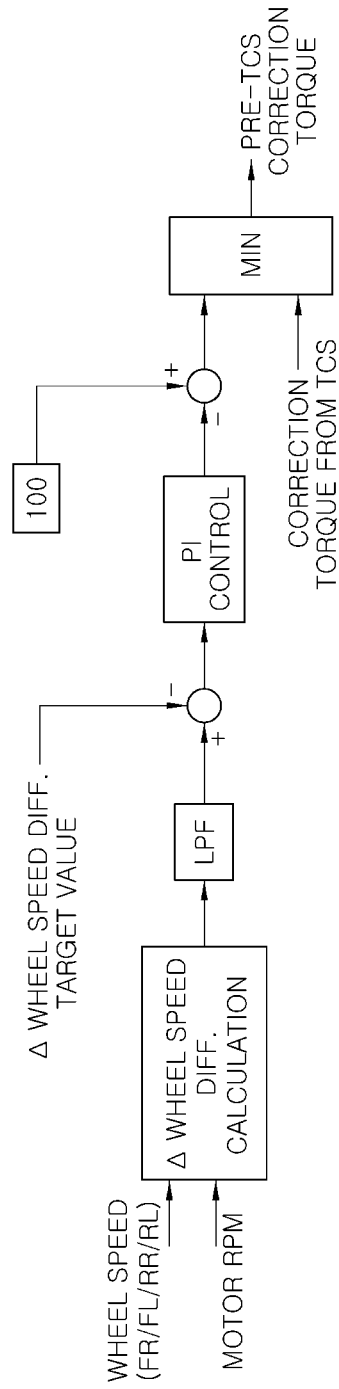 WHEEL SPEED
(FR/FL/RR/RL)
MOTOR RPM
Δ WHEEL SPEED
DIFF.
CALCULATION
LPF
Δ WHEEL SPEED DIFF.
TARGET VALUE
-
+
PI
CONTROL
100
+
-
MIN
CORRECTION
TORQUE FROM TCS
PRE-TCS
CORRECTION
TORQUE